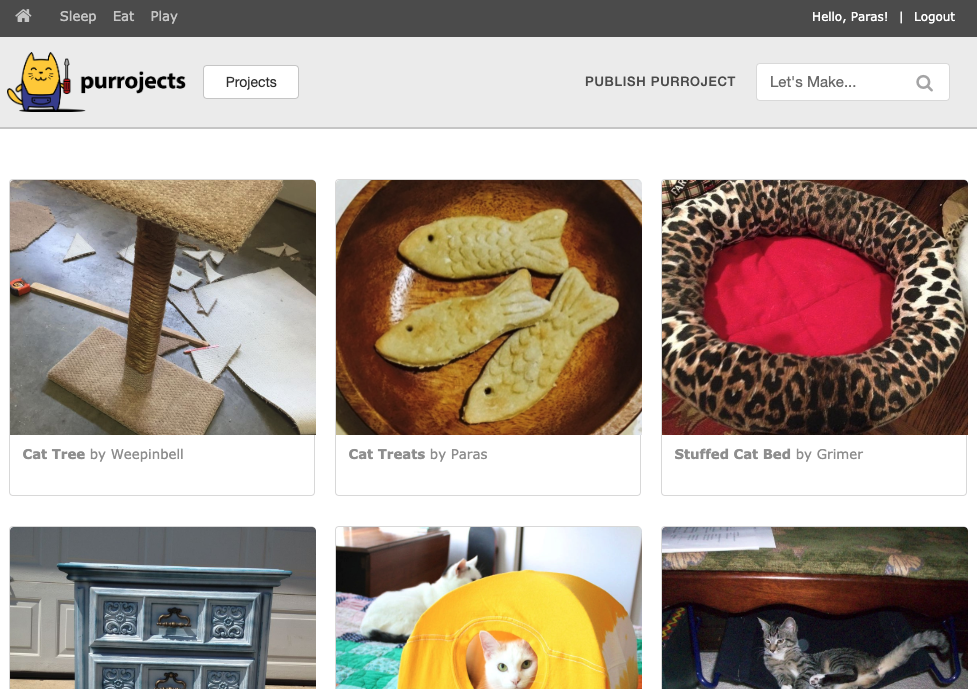 Sleep Eat Play
Hello, Paras! | Logout
purrojects
Projects
PUBLISH PURROJECT
Let's Make...
Cat Tree by Weepinbell
Cat Treats by Paras
Stuffed Cat Bed by Grimer